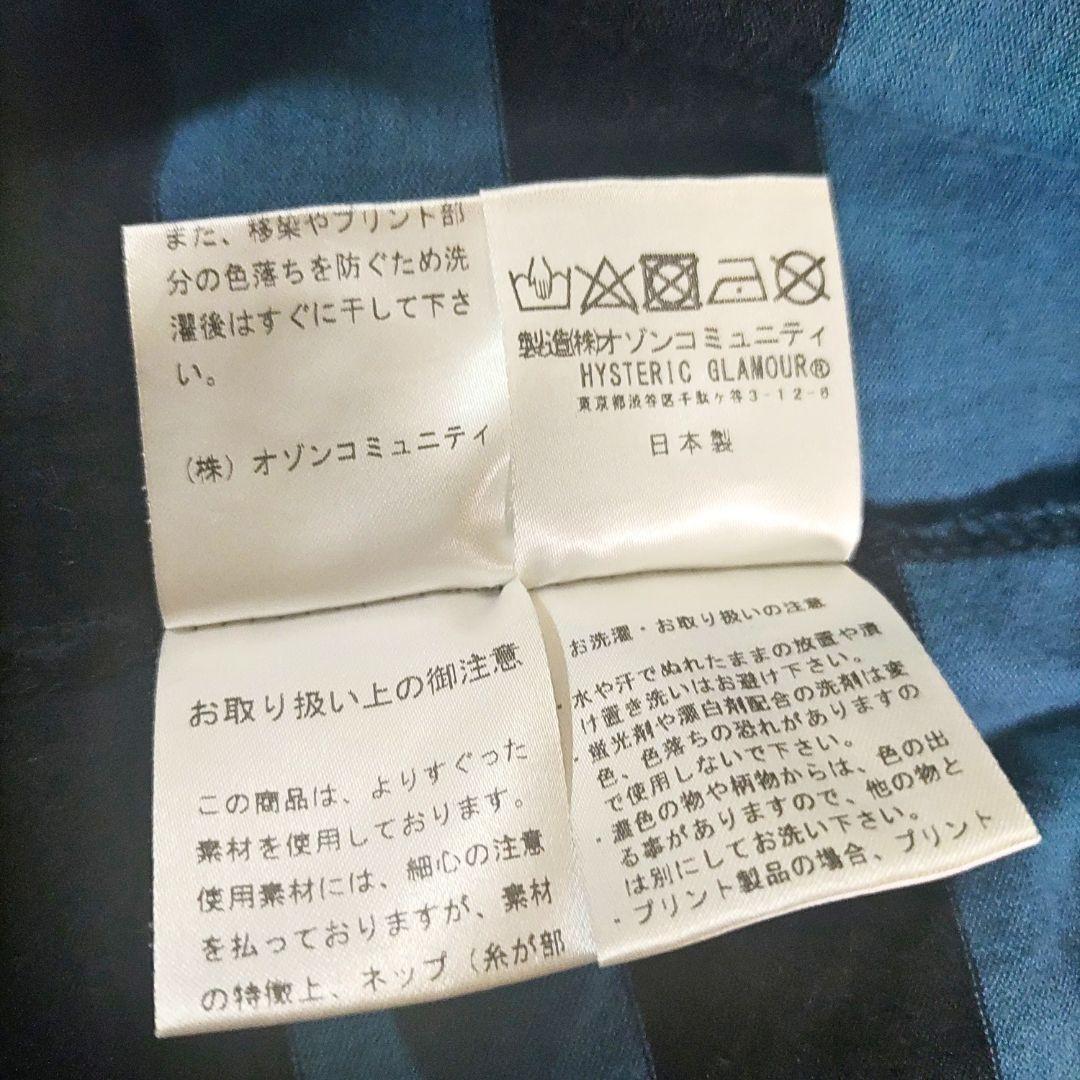 また、移染やプリント部
分の色落ちを防ぐため洗
濯後はすぐに干して下さ
い。
(株) オゾンコミュニティ
製造(株)オゾンコミュニティ
HYSTERIC GLAMOUR®
東京都渋谷区千駄ヶ谷3-12-8
日本製
お取り扱い上の御注意
この商品は、よりすぐった
素材を使用しております。
使用素材には、細心の注意
を払っておりますが、素材
の特徴上、ネップ（糸が部
お洗濯・お取り扱いの注意
水や汗でぬれたままの放置や漬
け置き洗いはお避け下さい。
・蛍光剤や漂白剤配合の洗剤は変
色、色落ちの恐れがありますの
で使用しないで下さい。
・濃色の物や柄物からは、色の出
る事がありますので、他の物と
は別にしてお洗い下さい。
・プリント製品の場合、プリント